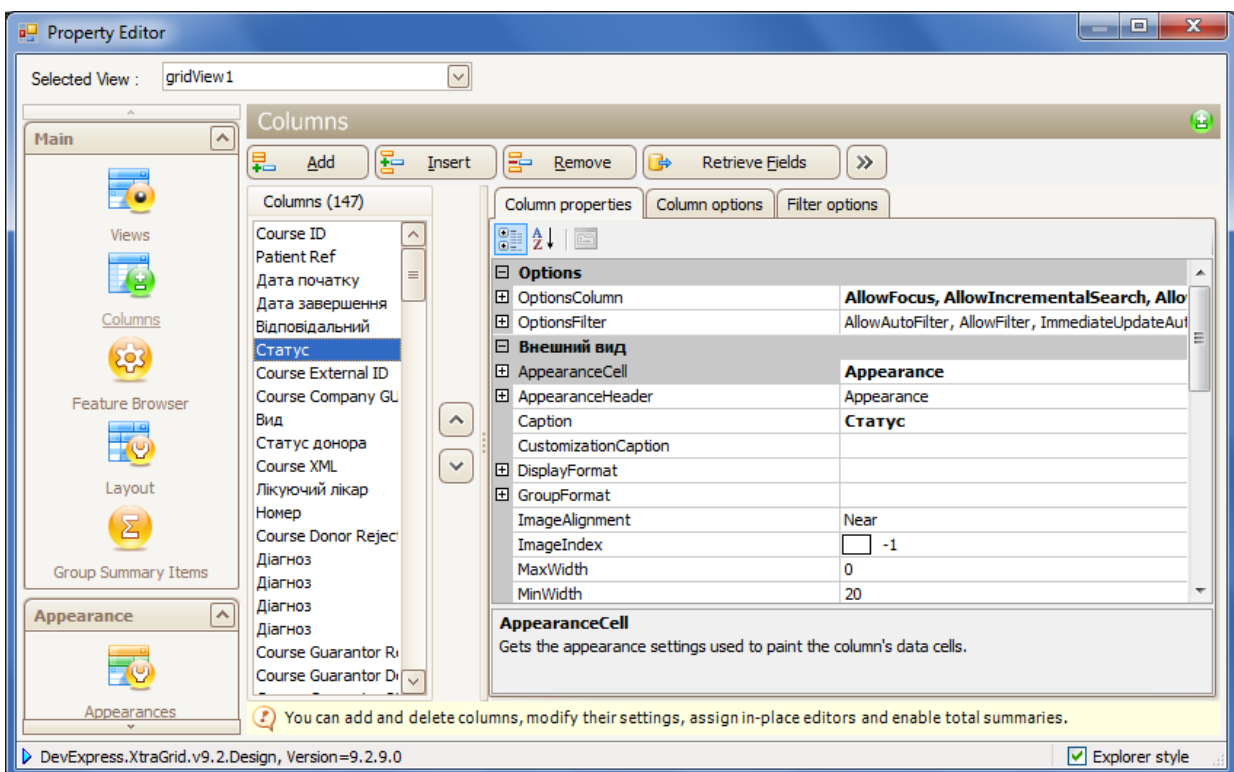 Property Editor
Selected View : gridView1
Main
Views
Columns
Feature Browser
Layout
Group Summary Items
Appearance
Appearances
Columns
Add Insert Remove Retrieve Fields
Columns (147)
Course ID
Patient Ref
Дата початку
Дата завершення
Відповідальний
Статус
Course External ID
Course Company GU
Вид
Статус донора
Course XML
Лікуючий лікар
Номер
Course Donor Reject
Діагноз
Діагноз
Діагноз
Діагноз
Course Guarantor
Course Guarantor
Column properties Column options Filter options
Options
OptionsColumn AllowFocus, AllowIncrementalSearch, Allo
OptionsFilter AllowAutoFilter, AllowFilter, ImmediateUpdateAut
Внешний вид
AppearanceCell Appearance
AppearanceHeader Appearance
Caption Статус
CustomizationCaption
DisplayFormat
GroupFormat
ImageAlignment Near
ImageIndex -1
MaxWidth 0
MinWidth 20
AppearanceCell
Gets the appearance settings used to paint the column's data cells.
You can add and delete columns, modify their settings, assign in-place editors and enable total summaries.
DevExpress.XtraGrid.v9.2.Design, Version=9.2.9.0 Explorer style